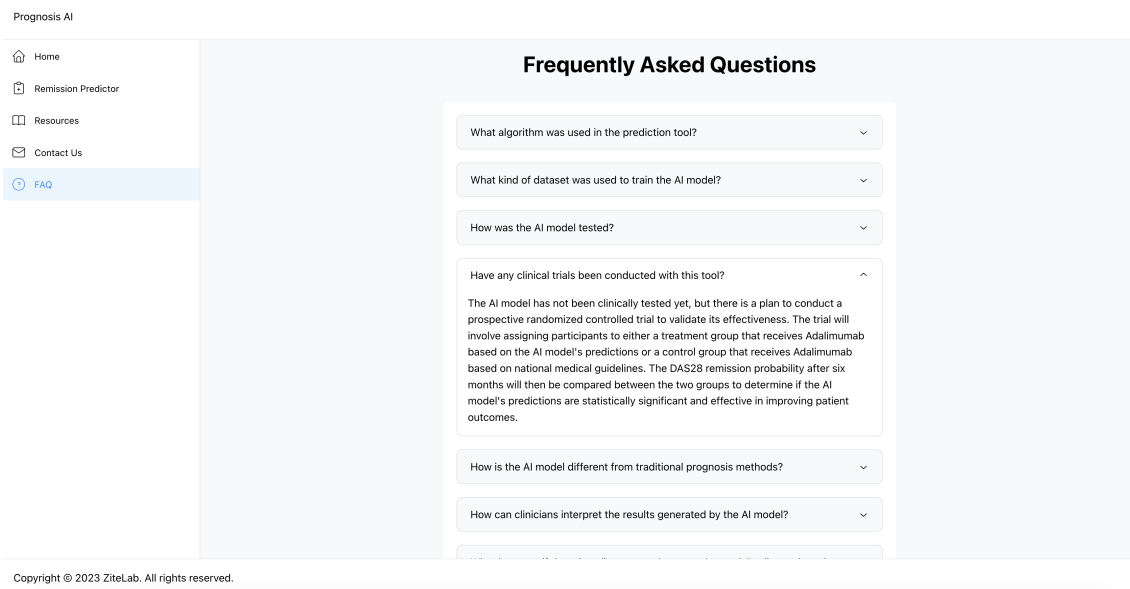 Prognosis AI
Home
Remission Predictor
Resources
Contact Us
FAQ
Frequently Asked Questions
What algorithm was used in the prediction tool?
What kind of dataset was used to train the AI model?
How was the AI model tested?
Have any clinical trials been conducted with this tool?
The AI model has not been clinically tested yet, but there is a plan to conduct a
prospective randomized controlled trial to validate its effectiveness. The trial will
involve assigning participants to either a treatment group that receives Adalimumab
based on the AI model's predictions or a control group that receives Adalimumab
based on national medical guidelines. The DAS28 remission probability after six
months will then be compared between the two groups to determine if the AI
model's predictions are statistically significant and effective in improving patient
outcomes.
How is the AI model different from traditional prognosis methods?
How can clinicians interpret the results generated by the AI model?
Copyright © 2023 ZiteLab. All rights reserved.